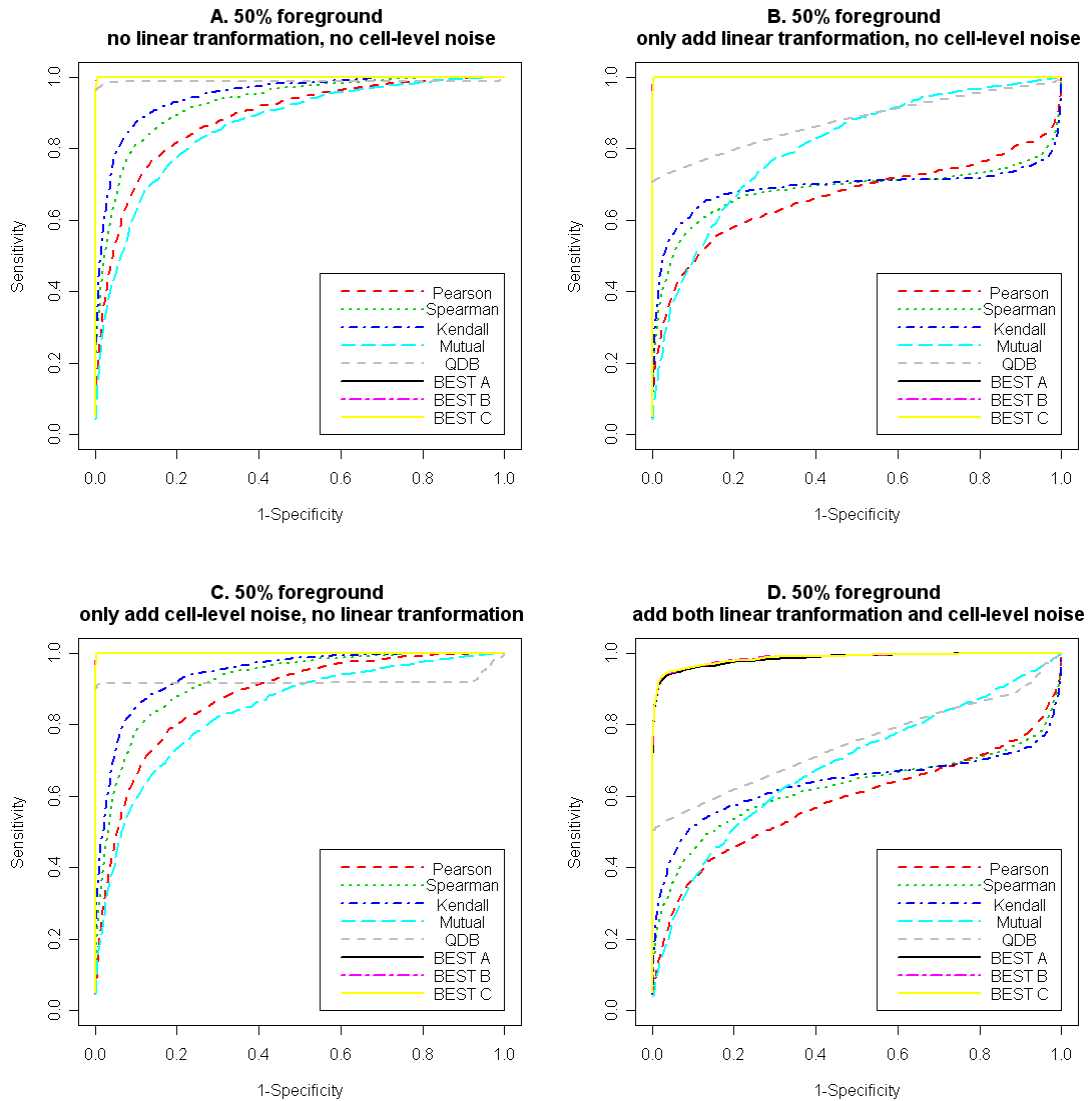 A. 50% foreground
no linear tranformation, no cell-level noise
Sensitivity
1.0
0.8
0.6
0.4
0.2
0.0
Pearson
Spearman
Kendall
Mutual
QDB
BEST A
BEST B
BEST C
0.0 0.2 0.4 0.6 0.8 1.0
1-Specificity
B. 50% foreground
only add linear tranformation, no cell-level noise
Sensitivity
1.0
0.8
0.6
0.4
0.2
0.0
Pearson
Spearman
Kendall
Mutual
QDB
BEST A
BEST B
BEST C
0.0 0.2 0.4 0.6 0.8 1.0
1-Specificity
C. 50% foreground
only add cell-level noise, no linear tranformation
Sensitivity
1.0
0.8
0.6
0.4
0.2
0.0
Pearson
Spearman
Kendall
Mutual
QDB
BEST A
BEST B
BEST C
0.0 0.2 0.4 0.6 0.8 1.0
1-Specificity
D. 50% foreground
add both linear tranformation and cell-level noise
Sensitivity
1.0
0.8
0.6
0.4
0.2
0.0
Pearson
Spearman
Kendall
Mutual
QDB
BEST A
BEST B
BEST C
0.0 0.2 0.4 0.6 0.8 1.0
1-Specificity